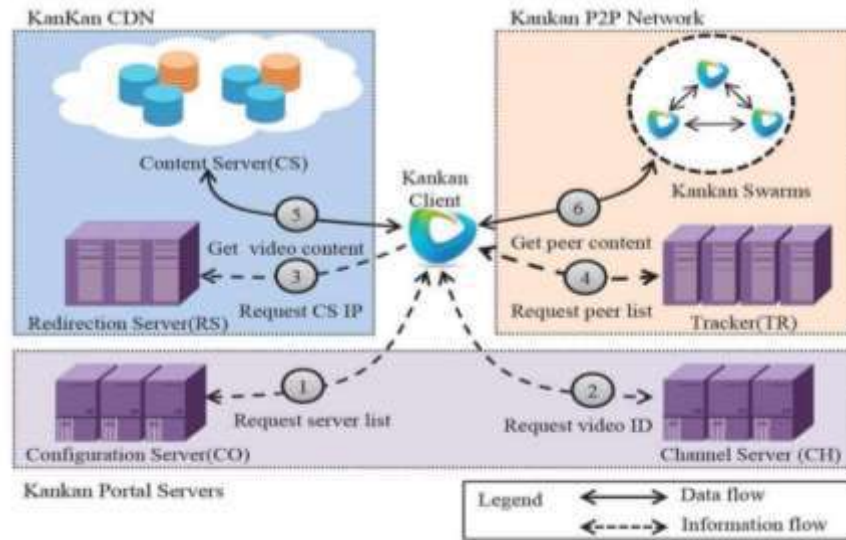 KanKan CDN
Kankan P2P Network
Content Server(CS)
Kankan Swarms
Kankan
Client
5
6
Get video content
Get peer content
3
4
Request CS IP
Request peer list
Redirection Server(RS)
Tracker(TR)
1
2
Request server list
Request video ID
Configuration Server(CO)
Channel Server (CH)
Kankan Portal Servers
Legend
Data flow
Information flow